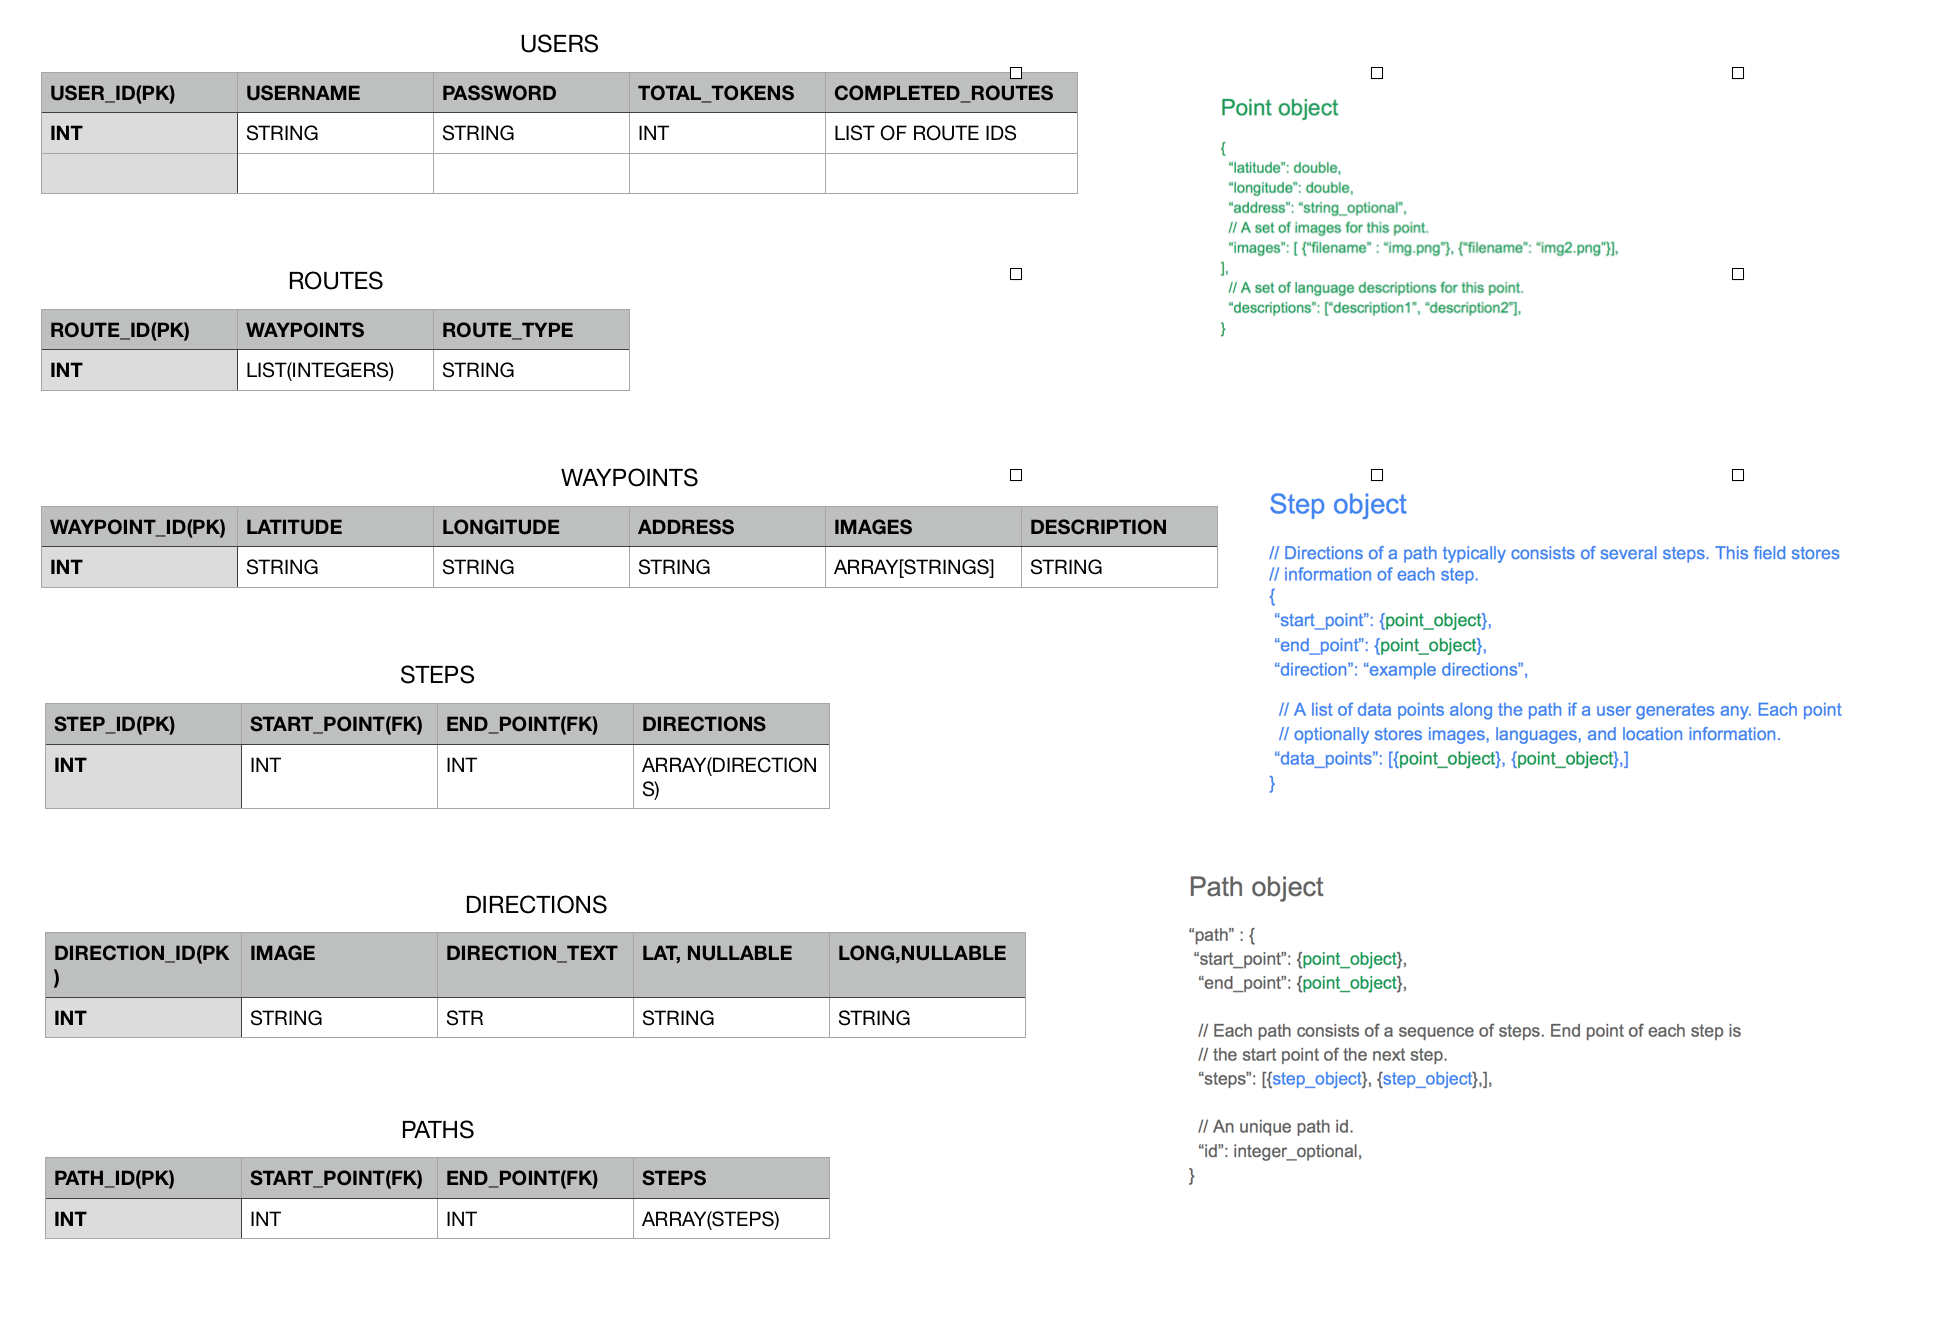 USERS
USER_ID(PK) USERNAME PASSWORD TOTAL_TOKENS COMPLETED_ROUTES
INT STRING STRING INT LIST OF ROUTE IDS
ROUTES
ROUTE_ID(PK) WAYPOINTS ROUTE_TYPE
INT LIST(INTEGERS) STRING
WAYPOINTS
WAYPOINT_ID(PK) LATITUDE LONGITUDE ADDRESS IMAGES DESCRIPTION
INT STRING STRING STRING ARRAY[STRINGS] STRING
STEPS
STEP_ID(PK) START_POINT(FK) END_POINT(FK) DIRECTIONS
INT INT INT ARRAY(DIRECTION
S)
DIRECTIONS
DIRECTION_ID(PK IMAGE DIRECTION_TEXT LAT, NULLABLE LONG,NULLABLE
)
INT STRING STR STRING STRING
PATHS
PATH_ID(PK) START_POINT(FK) END_POINT(FK) STEPS
INT INT INT ARRAY(STEPS)
Point object
{
“latitude”: double,
“longitude”: double,
“address”: “string_optional”,
// A set of images for this point.
“images”: [ {“filename” : “img.png”}, {“filename”: “img2.png”}],
],
// A set of language descriptions for this point.
“descriptions”: [“description1”, “description2”],
}
Step object
// Directions of a path typically consists of several steps. This field stores
// information of each step.
{
“start_point”: {point_object},
“end_point”: {point_object},
“direction”: “example directions”,
// A list of data points along the path if a user generates any. Each point
// optionally stores images, languages, and location information.
“data_points”: [{point_object}, {point_object},]
}
Path object
“path” : {
“start_point”: {point_object},
“end_point”: {point_object},
// Each path consists of a sequence of steps. End point of each step is
// the start point of the next step.
“steps”: [{step_object}, {step_object},],
// An unique path id.
“id”: integer_optional,
}